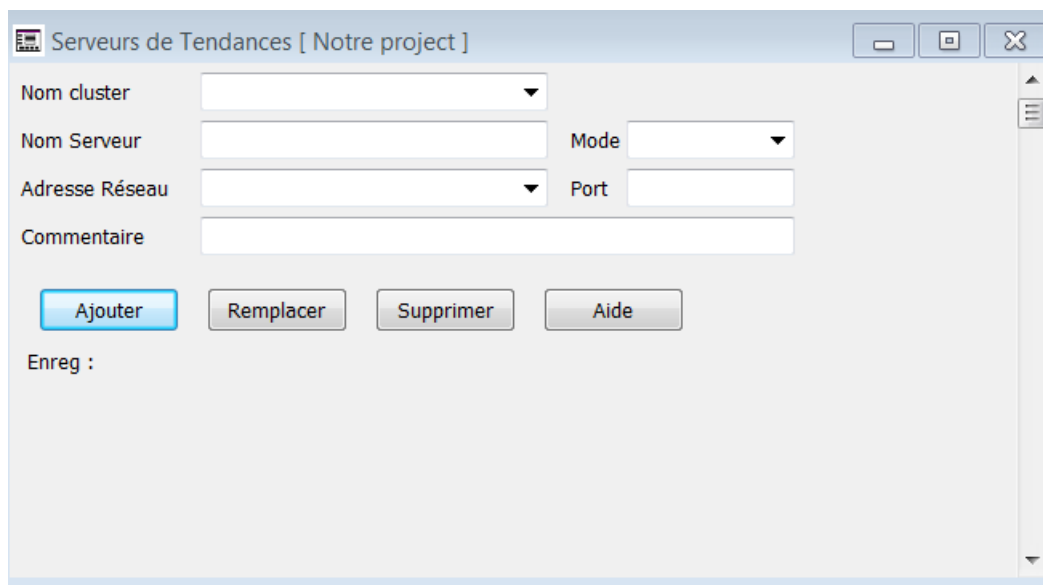 Serveurs de Tendances [ Notre project ]
Nom cluster
Nom Serveur Mode
Adresse Réseau Port
Commentaire
Ajouter Remplacer Supprimer Aide
Enreg :